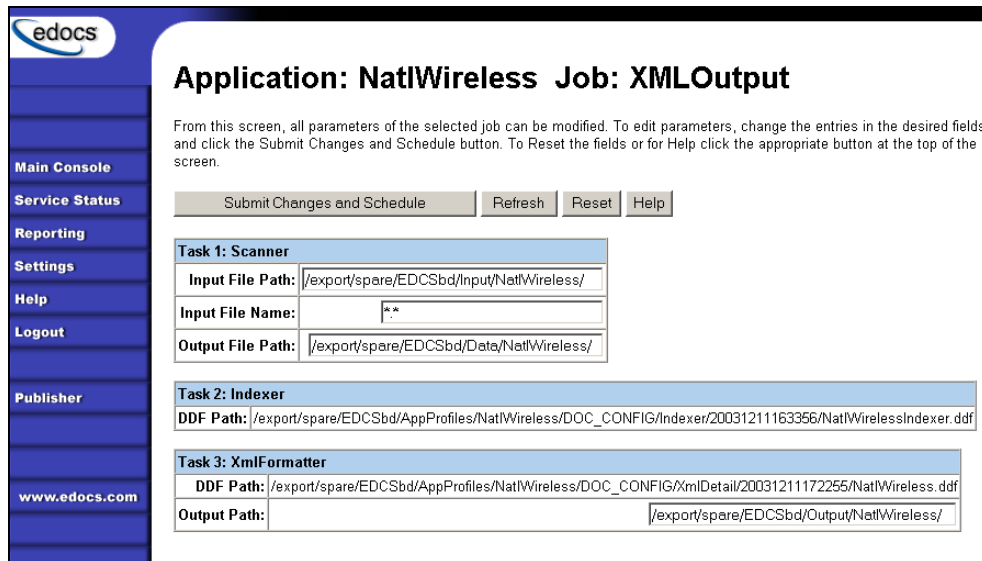 edocs
Application: NatlWireless Job: XMLOutput
From this screen, all parameters of the selected job can be modified. To edit parameters, change the entries in the desired fields
and click the Submit Changes and Schedule button. To Reset the fields or for Help click the appropriate button at the top of the
screen.
Main Console
Service Status
Reporting
Settings
Help
Logout
Publisher
www.edocs.com
Submit Changes and Schedule Refresh Reset Help
Task 1: Scanner
Input File Path: /export/spare/EDCSbd/Input/NatlWireless/
Input File Name: *.*
Output File Path: /export/spare/EDCSbd/Data/NatlWireless/
Task 2: Indexer
DDF Path: /export/spare/EDCSbd/AppProfiles/NatlWireless/DOC_CONFIG/Indexer/20031211163356/NatlWirelessIndexer.ddf
Task 3: XmlFormatter
DDF Path: /export/spare/EDCSbd/AppProfiles/NatlWireless/DOC_CONFIG/XmlDetail/20031211172255/NatlWireless.ddf
Output Path: /export/spare/EDCSbd/Output/NatlWireless/